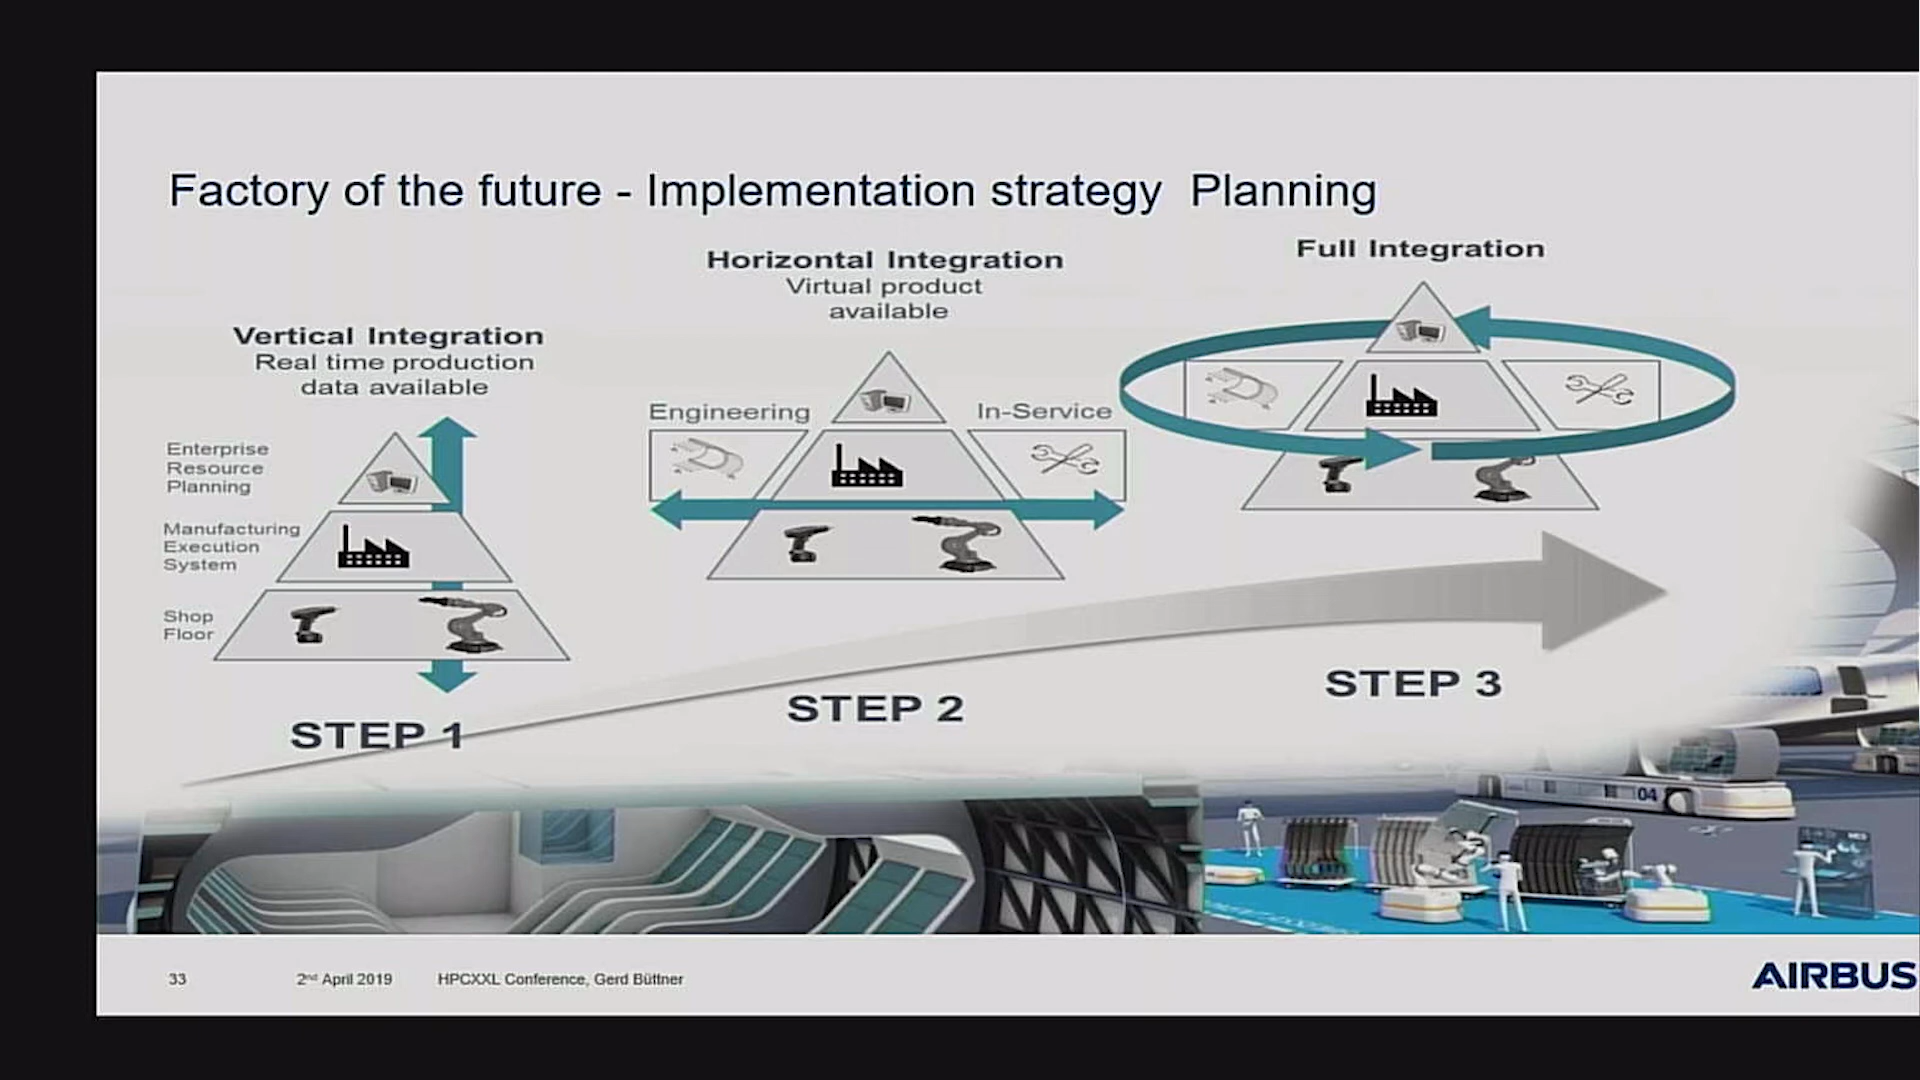 Factory of the future - Implementation strategy Planning
Vertical Integration
Real time production
data available
Enterprise
Resource
Planning
Manufacturing
Execution
System
Shop
Floor
STEP 1
Horizontal Integration
Virtual product
available
Engineering
In-Service
STEP 2
Full Integration
STEP 3
04
33
2nd April 2019
HPCXXL Conference, Gerd Büttner
AIRBUS